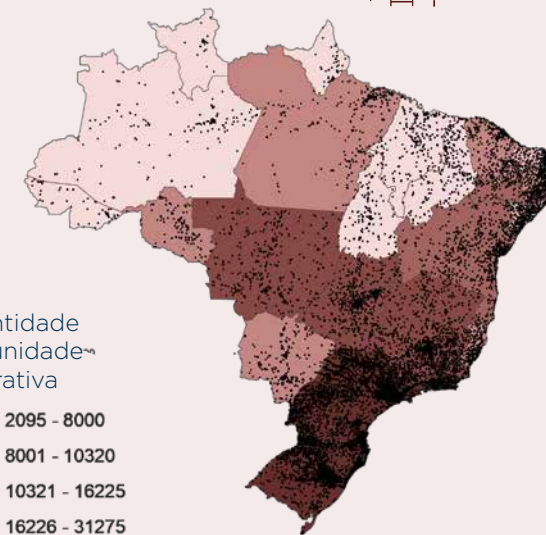 ntidade
unidade
rativa
2095 - 8000
8001 - 10320
10321 - 16225
16226 - 31275